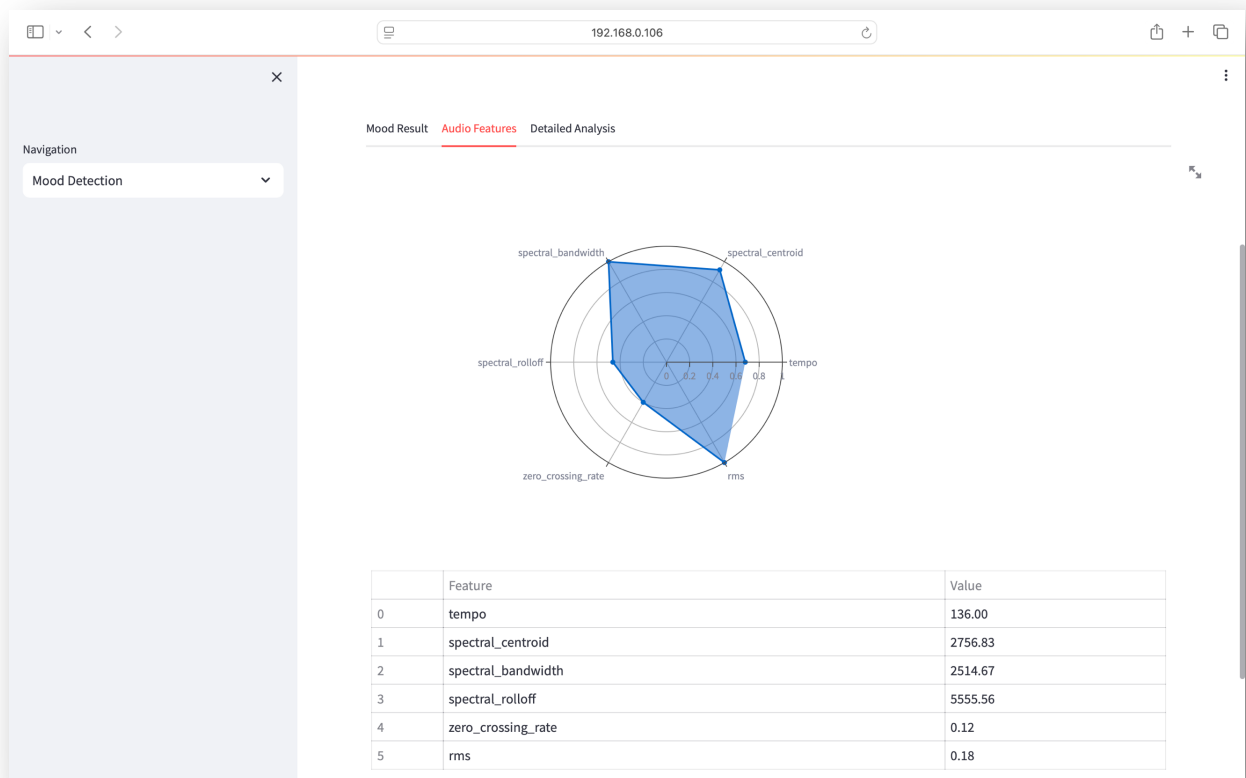 192.168.0.106
Navigation
Mood Detection
Mood Result Audio Features Detailed Analysis
spectral_bandwidth spectral_centroid
spectral_rolloff tempo
0 0.2 0.4 0.6 0.8 1
zero_crossing_rate rms
Feature Value
0 tempo 136.00
1 spectral_centroid 2756.83
2 spectral_bandwidth 2514.67
3 spectral_rolloff 5555.56
4 zero_crossing_rate 0.12
5 rms 0.18